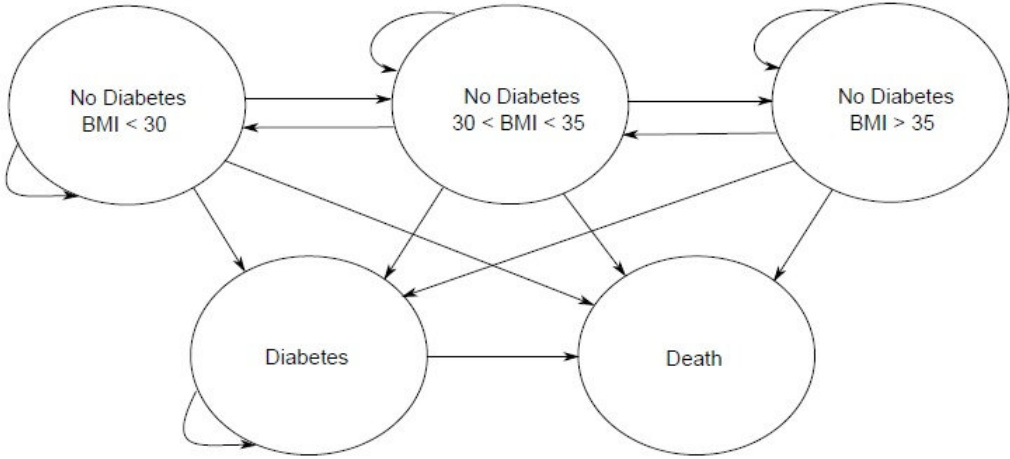 No Diabetes
BMI < 30
No Diabetes
30 < BMI < 35
No Diabetes
BMI > 35
Diabetes
Death